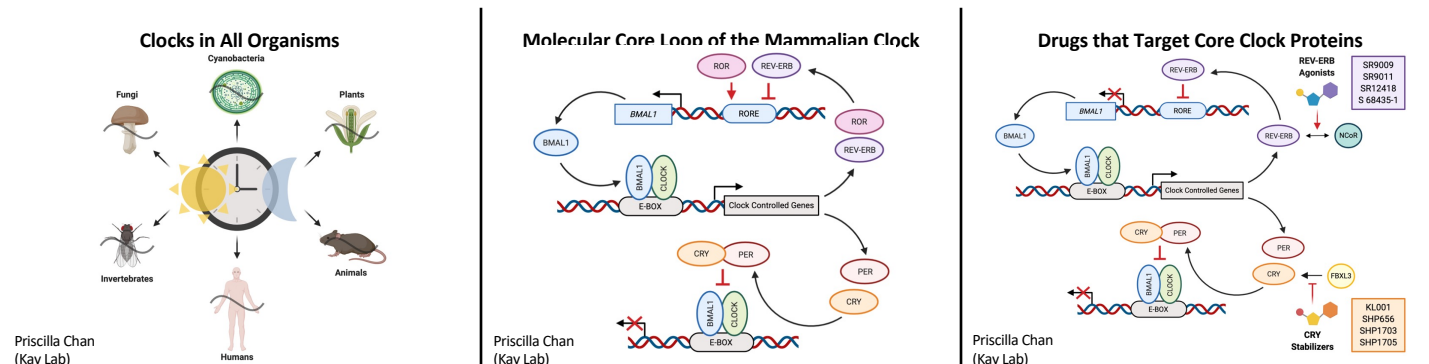 Clocks in All Organisms
Cyanobacteria
Fungi
Plants
Invertebrates
Animals
Humans
Priscilla Chan
(Kay Lab)
Molecular Core Loop of the Mammalian Clock
ROR
REV-ERB
BMAL1
RORE
BMAL1
ROR
REV-ERB
BMAL1
CLOCK
E-BOX
Clock Controlled Genes
CRY
PER
PER
CRY
BMAL1
CLOCK
E-BOX
Priscilla Chan
(Kay Lab)
Drugs that Target Core Clock Proteins
REV-ERB
REV-ERB
Agonists
SR9009
SR9011
SR12418
S 68435-1
BMAL1
RORE
BMAL1
REV-ERB
NCoR
BMAL1
CLOCK
E-BOX
Clock Controlled Genes
CRY
PER
PER
CRY
FBXL3
BMAL1
CLOCK
E-BOX
CRY
Stabilizers
KL001
SHP656
SHP1703
SHP1705
Priscilla Chan
(Kay Lab)